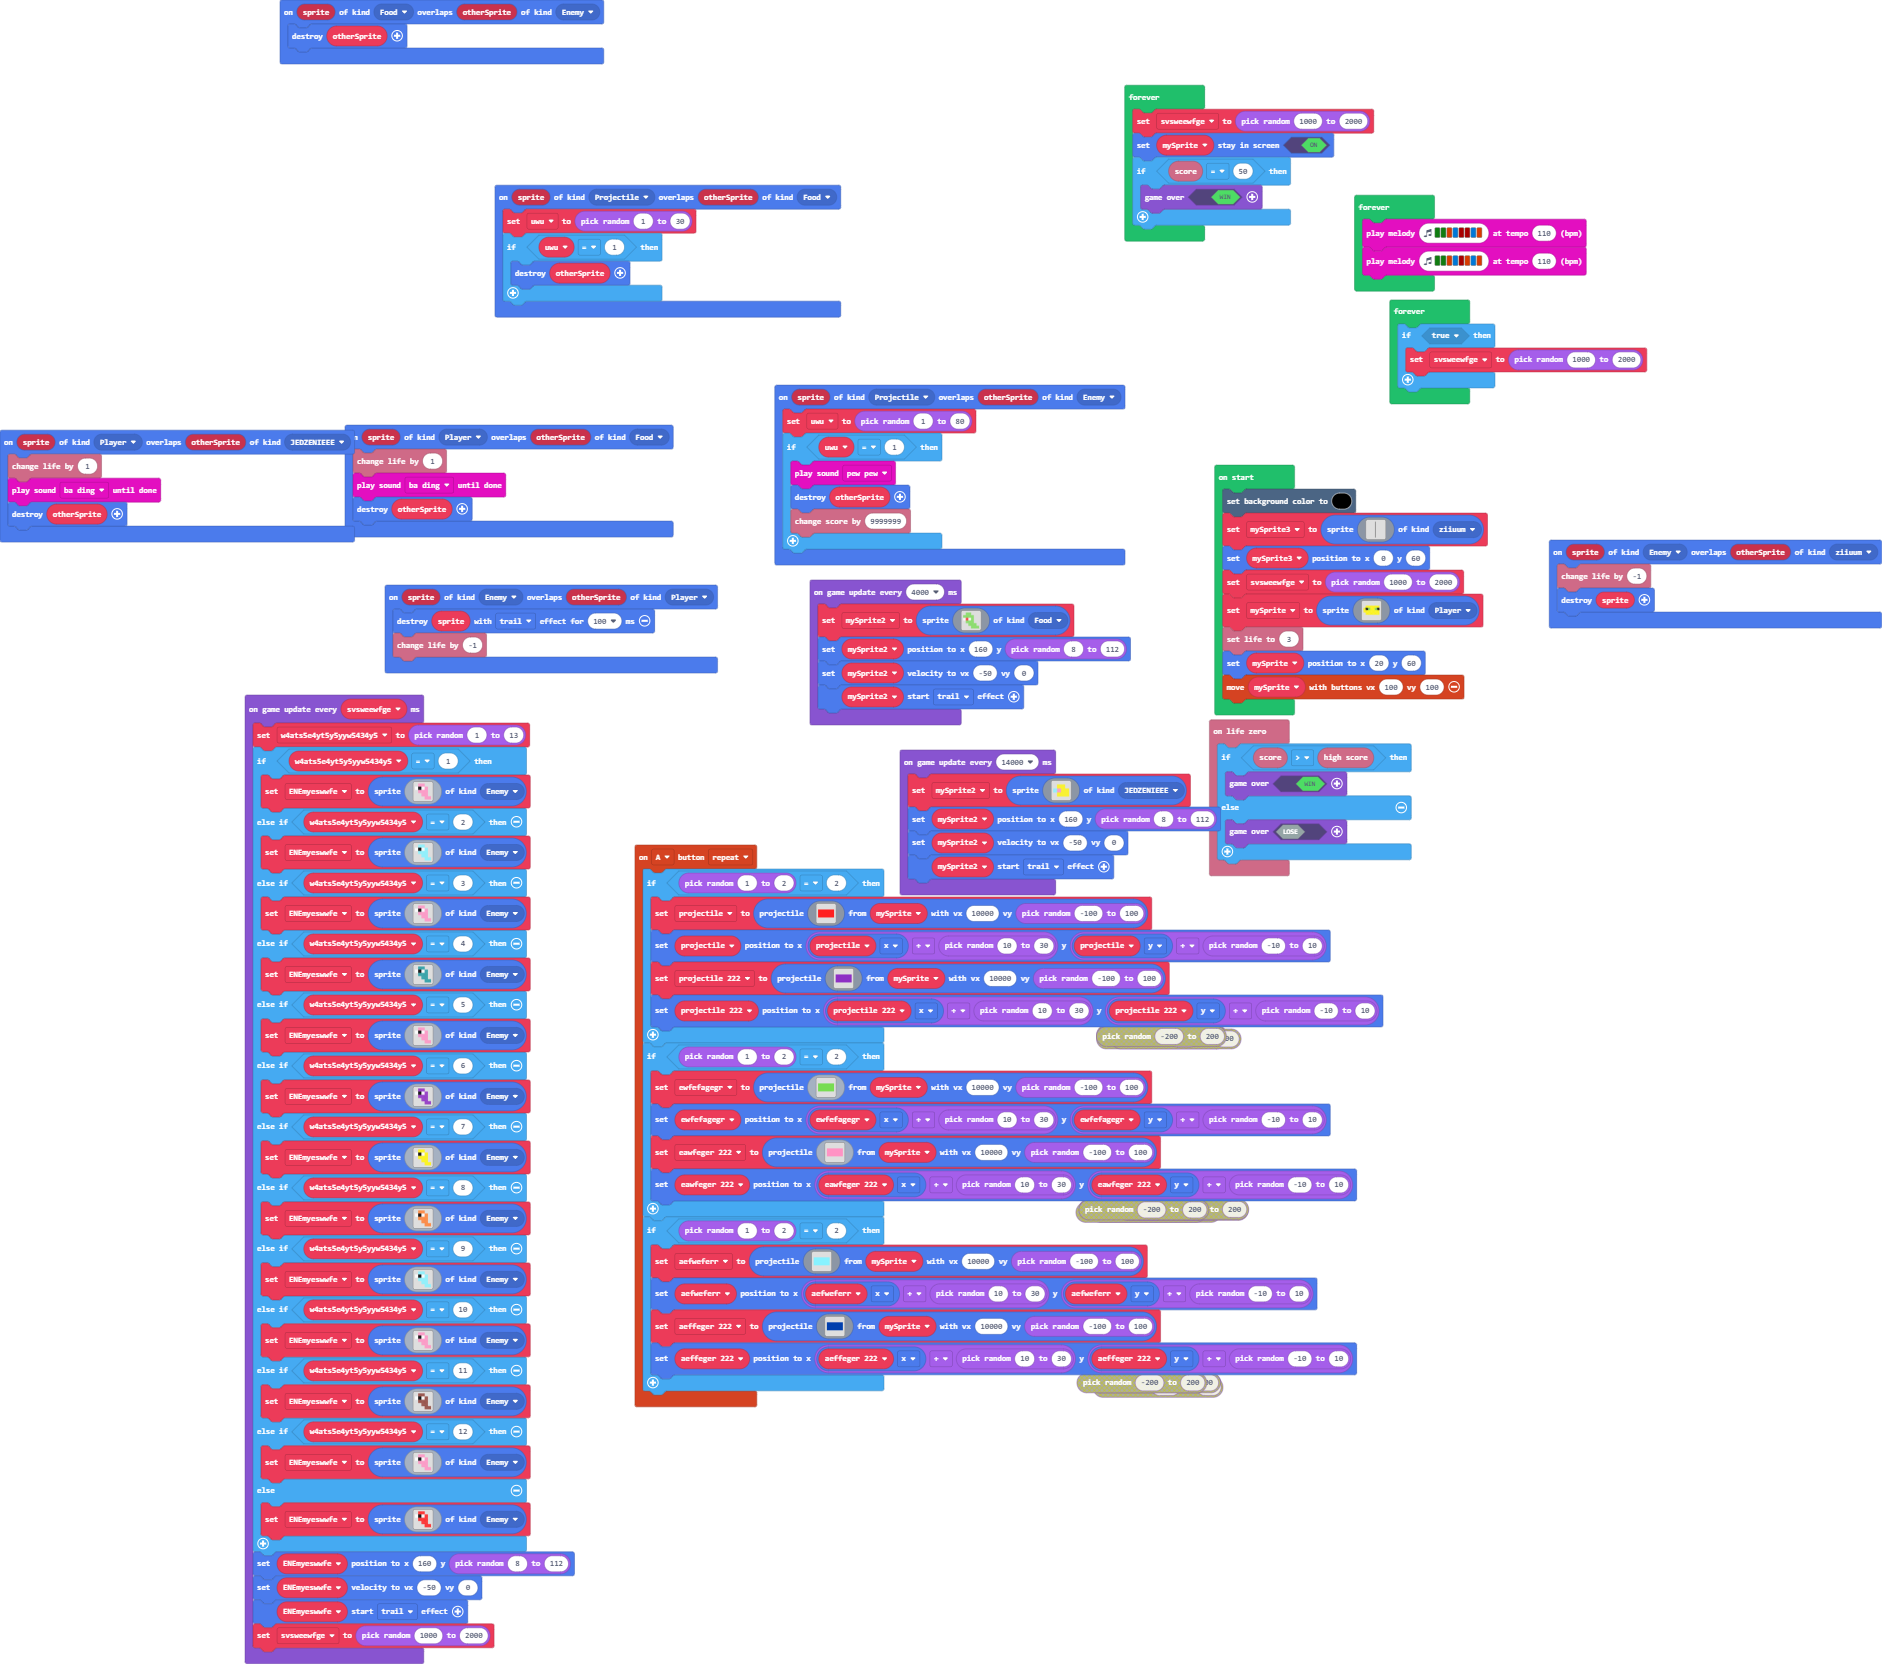 on sprite of kind Food overlaps otherSprite of kind Enemy
destroy otherSprite
forever
set svsweewfge to pick random 1000 to 2000
set mySprite stay in screen ON
if score = 50 then
game over WIN
on sprite of kind Projectile overlaps otherSprite of kind Food
set uwu to pick random 1 to 30
if uwu = 1 then
destroy otherSprite
forever
play melody at tempo 110 (bpm)
play melody at tempo 110 (bpm)
forever
if true then
set svsweewfge to pick random 1000 to 2000
on sprite of kind Player overlaps otherSprite of kind JEDZENIEEE
change life by 1
play sound ba ding until done
destroy otherSprite
sprite of kind Player overlaps otherSprite of kind Food
change life by 1
play sound ba ding until done
destroy otherSprite
on sprite of kind Projectile overlaps otherSprite of kind Enemy
set uwu to pick random 1 to 80
if uwu = 1 then
play sound pew pew
destroy otherSprite
change score by 9999999
on start
set background color to
set mySprite3 to sprite of kind ziiuum
set mySprite3 position to x 0 y 60
set svsweewfge to pick random 1000 to 2000
set mySprite to sprite of kind Player
set life to 3
set mySprite position to x 20 y 60
move mySprite with buttons vx 100 vy 100
on sprite of kind Enemy overlaps otherSprite of kind ziiuum
change life by -1
destroy sprite
on sprite of kind Enemy overlaps otherSprite of kind Player
destroy sprite with trail effect for 100 ms
change life by -1
on game update every 4000 ms
set mySprite2 to sprite of kind Food
set mySprite2 position to x 160 y pick random 8 to 112
set mySprite2 velocity to vx -50 vy 0
mySprite2 start trail effect
on life zero
if score > high score then
game over WIN
else
game over LOSE
on game update every 14000 ms
set mySprite2 to sprite of kind JEDZENIEEE
set mySprite2 position to x 160 y pick random 8 to 112
set mySprite2 velocity to vx -50 vy 0
mySprite2 start trail effect
on game update every svsweewfge ms
set w4ats5e4yt5y5yyw5434y5 to pick random 1 to 13
if w4ats5e4yt5y5yyw5434y5 = 1 then
set ENEmyeswwfe to sprite of kind Enemy
else if w4ats5e4yt5y5yyw5434y5 = 2 then
set ENEmyeswwfe to sprite of kind Enemy
else if w4ats5e4yt5y5yyw5434y5 = 3 then
set ENEmyeswwfe to sprite of kind Enemy
else if w4ats5e4yt5y5yyw5434y5 = 4 then
set ENEmyeswwfe to sprite of kind Enemy
else if w4ats5e4yt5y5yyw5434y5 = 5 then
set ENEmyeswwfe to sprite of kind Enemy
else if w4ats5e4yt5y5yyw5434y5 = 6 then
set ENEmyeswwfe to sprite of kind Enemy
else if w4ats5e4yt5y5yyw5434y5 = 7 then
set ENEmyeswwfe to sprite of kind Enemy
else if w4ats5e4yt5y5yyw5434y5 = 8 then
set ENEmyeswwfe to sprite of kind Enemy
else if w4ats5e4yt5y5yyw5434y5 = 9 then
set ENEmyeswwfe to sprite of kind Enemy
else if w4ats5e4yt5y5yyw5434y5 = 10 then
set ENEmyeswwfe to sprite of kind Enemy
else if w4ats5e4yt5y5yyw5434y5 = 11 then
set ENEmyeswwfe to sprite of kind Enemy
else if w4ats5e4yt5y5yyw5434y5 = 12 then
set ENEmyeswwfe to sprite of kind Enemy
else
set ENEmyeswwfe to sprite of kind Enemy
set ENEmyeswwfe position to x 160 y pick random 8 to 112
set ENEmyeswwfe velocity to vx -50 vy 0
ENEmyeswwfe start trail effect
set svsweewfge to pick random 1000 to 2000
on A button repeat
if pick random 1 to 2 = 2 then
set projectile to projectile from mySprite with vx 10000 vy pick random -100 to 100
set projectile position to x projectile x + pick random 10 to 30 y projectile y + pick random -10 to 10
set projectile 222 to projectile from mySprite with vx 10000 vy pick random -100 to 100
set projectile 222 position to x projectile 222 x + pick random 10 to 30 y projectile 222 y + pick random -10 to 10
pick random -200 to 200
if pick random 1 to 2 = 2 then
set ewfefagegr to projectile from mySprite with vx 10000 vy pick random -100 to 100
set ewfefagegr position to x ewfefagegr x + pick random 10 to 30 y ewfefagegr y + pick random -10 to 10
set eawfeger 222 to projectile from mySprite with vx 10000 vy pick random -100 to 100
set eawfeger 222 position to x eawfeger 222 x + pick random 10 to 30 y eawfeger 222 y + pick random -10 to 10
pick random -200 to 200 to 200
if pick random 1 to 2 = 2 then
set aefweferr to projectile from mySprite with vx 10000 vy pick random -100 to 100
set aefweferr position to x aefweferr x + pick random 10 to 30 y aefweferr y + pick random -10 to 10
set aeffeger 222 to projectile from mySprite with vx 10000 vy pick random -100 to 100
set aeffeger 222 position to x aeffeger 222 x + pick random 10 to 30 y aeffeger 222 y + pick random -10 to 10
pick random -200 to 200